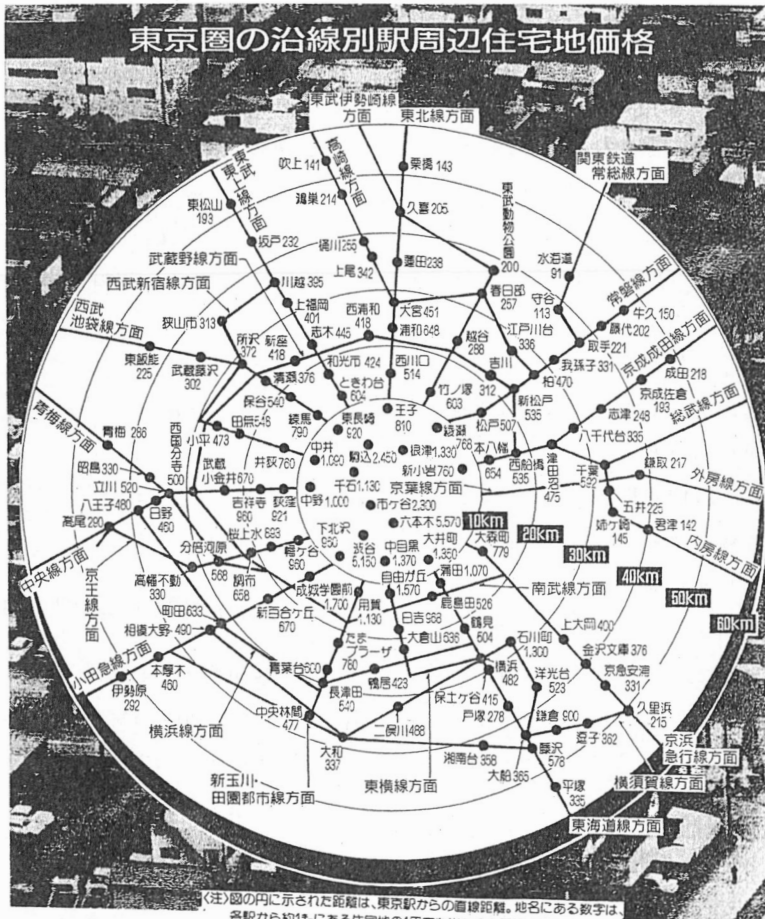 東京圏の沿線別駅周辺住宅地価格
東武伊勢崎線方面
東北線方面
高崎線方面
東武東上線方面
関東鉄道常総線方面
吹上 141
栗橋 143
東松山 193
鴻巣 214
久喜 205
東武動物公園 200
坂戸 232
武蔵野線方面
桶川 255
蓮田 238
上尾 342
水海道 91
西武新宿線方面
川越 395
春日部 257
守谷 113
常磐線方面
牛久 150
西武池袋線方面
狭山市 313
上福岡 401
西浦和 418
大宮 451
浦和 648
江戸川台 336
藤代 202
取手 221
所沢 372
新座 418
志木 445
越谷 288
我孫子 331
京成成田線方面
東飯能 225
武蔵藤沢 302
清瀬 376
和光市 424
西川口 514
吉川 312
柏 470
成田 218
保谷 540
ときわ台 604
竹ノ塚 603
新松戸 535
京成佐倉 193
青梅線方面
王子 810
松戸 507
志津 248
総武線方面
青梅 286
西国分寺 500
田無 548
練馬 790
東長崎 920
綾瀬 768
八千代台 335
小平 473
本八幡 654
西船橋 535
津田沼 475
千葉 592
昭島 330
中井 1,090
駒込 2,450
根津 1,330
鎌取 217
外房線方面
立川 520
武蔵小金井 670
井荻 760
新小岩 760
八王子 480
千石 1,130
京葉線方面
五井 225
高尾 290
日野 460
吉祥寺 960
荻窪 921
中野 1,000
市ヶ谷 2,300
姉ヶ崎 145
君津 142
内房線方面
下北沢 980
六本木 5,570
10km
大森町 779
20km
30km
40km
50km
60km
中央線方面
分倍河原 568
桜上水 693
幡ヶ谷 960
渋谷 5,150
中目黒 1,370
大井町 1,350
京王線方面
高幡不動 330
調布 658
成城学園前 1,700
自由が丘 1,570
蒲田 1,070
南武線方面
町田 633
新百合ヶ丘 670
用賀 1,130
鹿島田 526
相模大野 490
日吉 988
鶴見 604
上大岡 400
小田急線方面
たまプラーザ 760
大倉山 636
石川町 1,300
金沢文庫 376
本厚木 460
青葉台 600
横浜 482
京急安浦 331
伊勢原 292
長津田 540
鴨居 423
保土ヶ谷 415
洋光台 523
久里浜 215
横浜線方面
戸塚 278
鎌倉 900
中央林間 477
二俣川 488
逗子 362
京浜急行線方面
大和 337
湘南台 358
藤沢 578
横須賀線方面
新玉川・田園都市線方面
東横線方面
大船 365
平塚 335
東海道線方面
〈注〉図の円に示された距離は、東京駅からの直線距離。地名にある数字は、